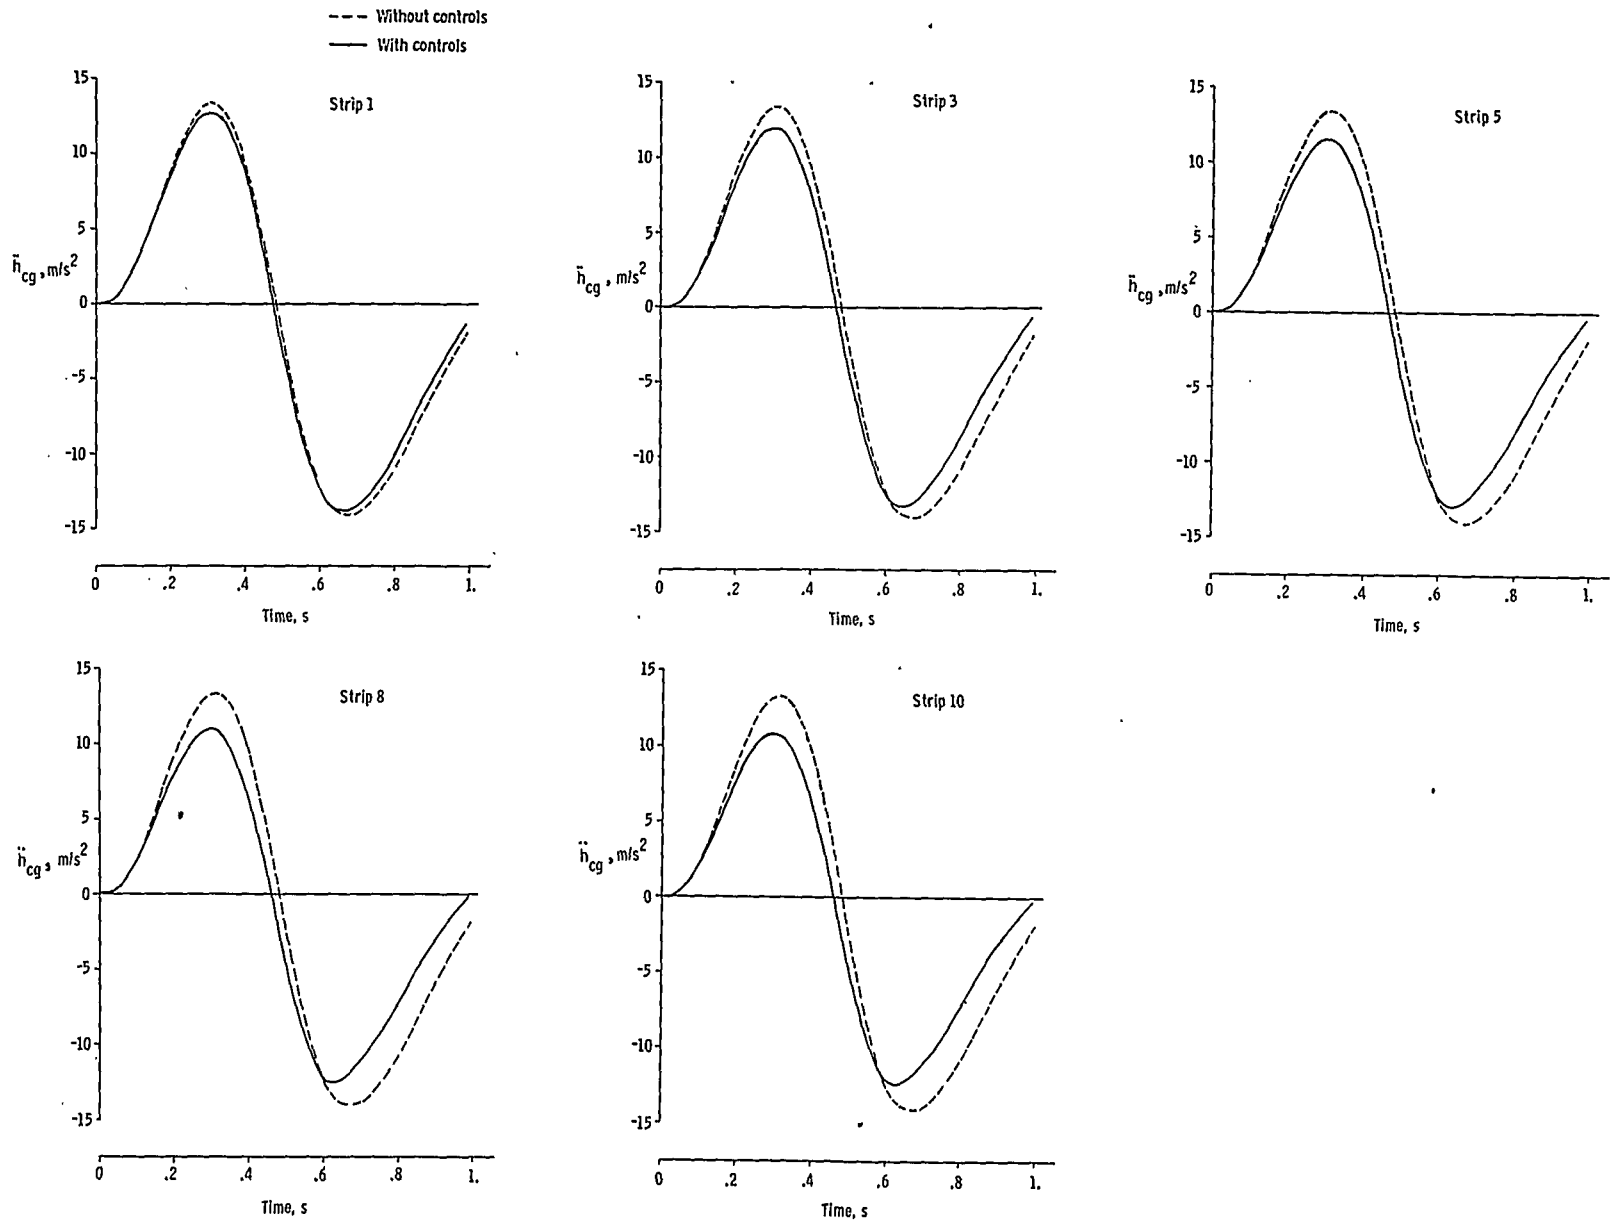 Without controls
With controls
Strip 1
15
10
5
0
-5
-10
-15
ḧcg, m/s2
0 .2 .4 .6 .8 1.
Time, s
Strip 3
15
10
5
0
-5
-10
-15
ḧcg, m/s2
0 .2 .4 .6 .8 1.
Time, s
Strip 5
15
10
5
0
-5
-10
-15
ḧcg, m/s2
0 .2 .4 .6 .8 1.
Time, s
Strip 8
15
10
5
0
-5
-10
-15
ḧcg, m/s2
0 .2 .4 .6 .8 1.
Time, s
Strip 10
15
10
5
0
-5
-10
-15
ḧcg, m/s2
0 .2 .4 .6 .8 1.
Time, s